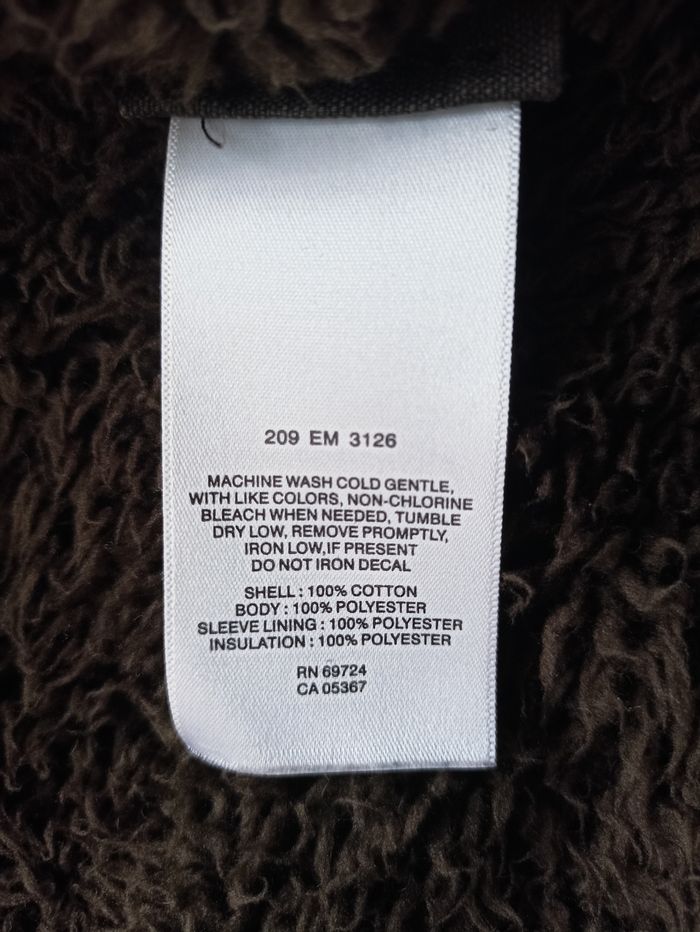 209 EM 3126
MACHINE WASH COLD GENTLE,
WITH LIKE COLORS, NON-CHLORINE
BLEACH WHEN NEEDED, TUMBLE
DRY LOW, REMOVE PROMPTLY,
IRON LOW,IF PRESENT
DO NOT IRON DECAL
SHELL : 100% COTTON
BODY : 100% POLYESTER
SLEEVE LINING : 100% POLYESTER
INSULATION : 100% POLYESTER
RN 69724
CA 05367